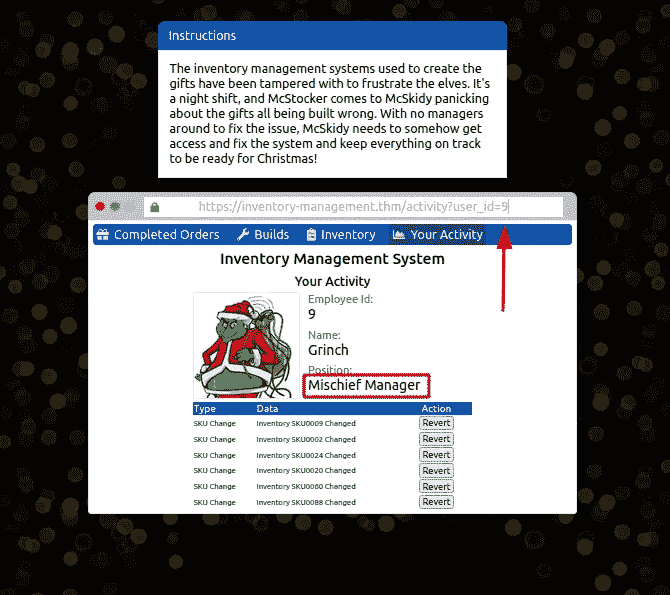 Instructions
The inventory management systems used to create the
gifts have been tampered with to frustrate the elves. It's
a night shift, and McStocker comes to McSkidy panicking
about the gifts all being built wrong. With no managers
around to fix the issue, McSkidy needs to somehow get
access and fix the system and keep everything on track
to be ready for Christmas!
https://inventory-management.thm/activity?user_id=9
Completed Orders Builds Inventory Your Activity
Inventory Management System
Your Activity
Employee Id:
9
Name:
Grinch
Position:
Mischief Manager
Type Data Action
SKU Change Inventory SKU0009 Changed Revert
SKU Change Inventory SKU0002 Changed Revert
SKU Change Inventory SKU0024 Changed Revert
SKU Change Inventory SKU0020 Changed Revert
SKU Change Inventory SKU0060 Changed Revert
SKU Change Inventory SKU0088 Changed Revert